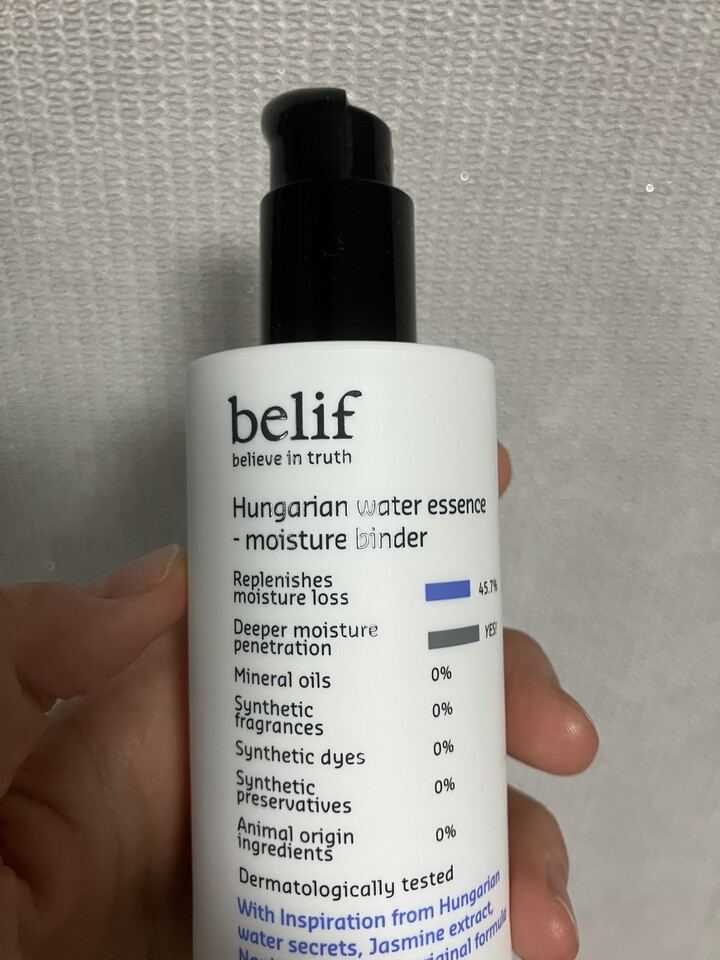 belif
believe in truth
Hungarian water essence
- moisture binder
Replenishes
moisture loss 45.7%
Deeper moisture
penetration YES!
Mineral oils 0%
Synthetic
fragrances 0%
Synthetic dyes 0%
Synthetic
preservatives 0%
Animal origin
ingredients 0%
Dermatologically tested
With Inspiration from Hungarian
water secrets, Jasmine extract,
original formula